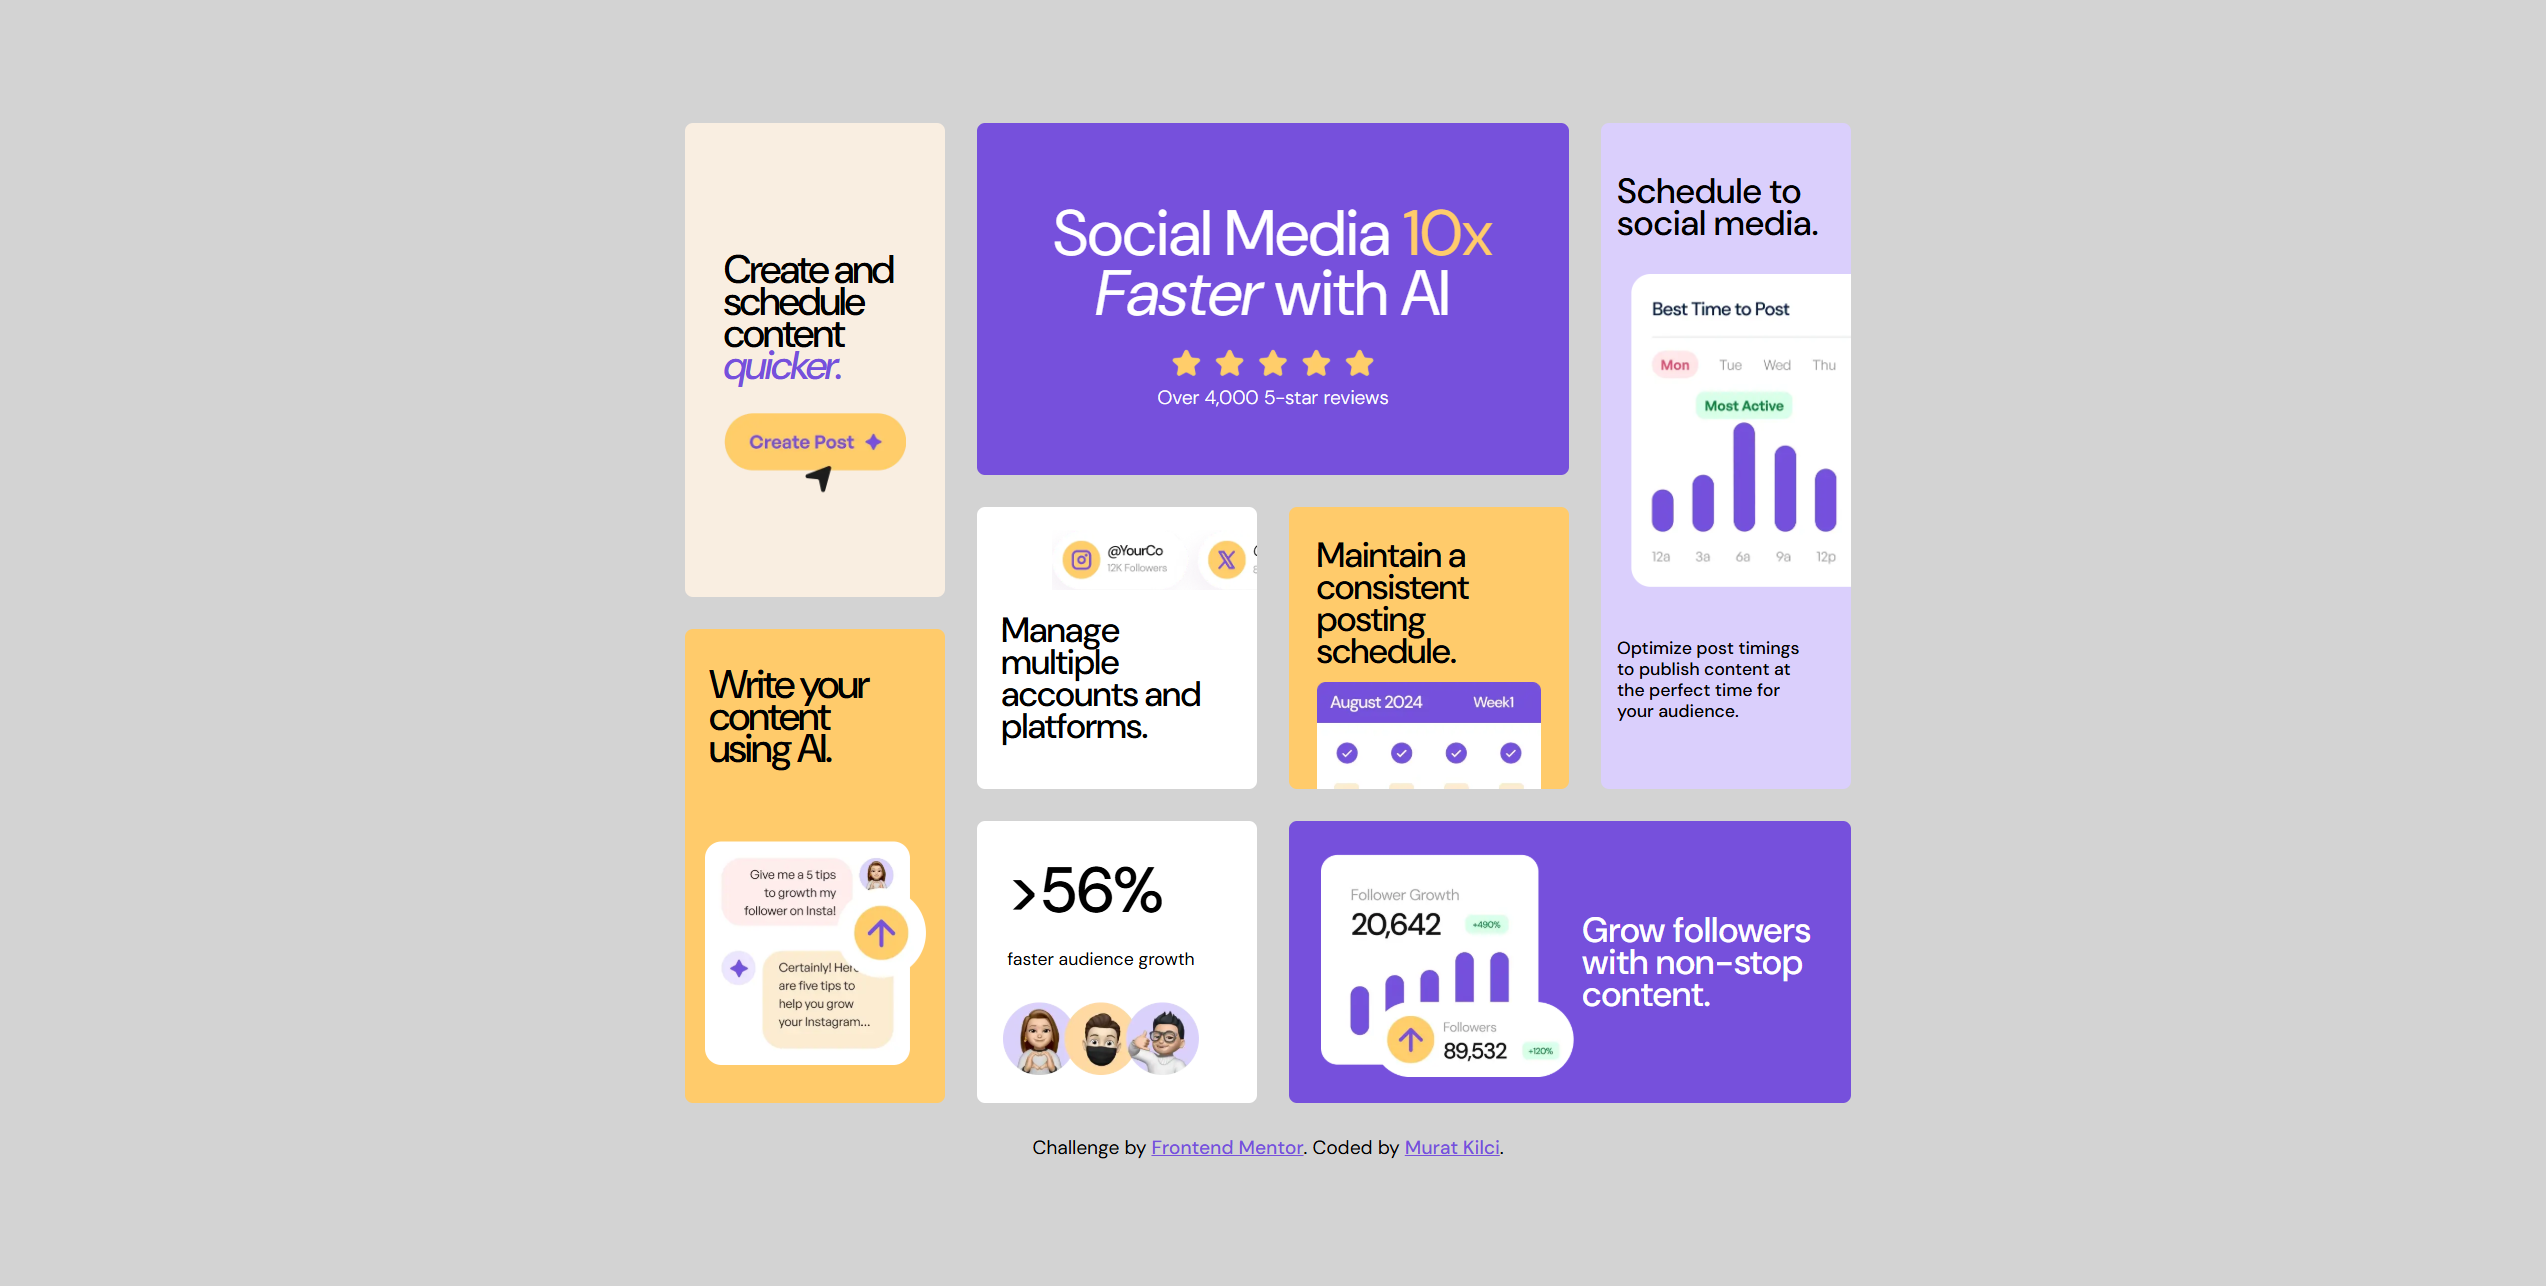 Create and
schedule
content
quicker.
Create Post
Social Media 10x
Faster with AI
Over 4,000 5-star reviews
Schedule to
social media.
Best Time to Post
Mon Tue Wed Thu
Most Active
12a 3a 6a 9a 12p
Optimize post timings
to publish content at
the perfect time for
your audience.
@YourCo
12K Followers
Manage
multiple
accounts and
platforms.
Maintain a
consistent
posting
schedule.
August 2024 Week1
Write your
content
using AI.
Give me a 5 tips
to growth my
follower on Insta!
Certainly! Here
are five tips to
help you grow
your Instagram...
>56%
faster audience growth
Follower Growth
20,642 +490%
Followers
89,532 +120%
Grow followers
with non-stop
content.
Challenge by Frontend Mentor. Coded by Murat Kilci.